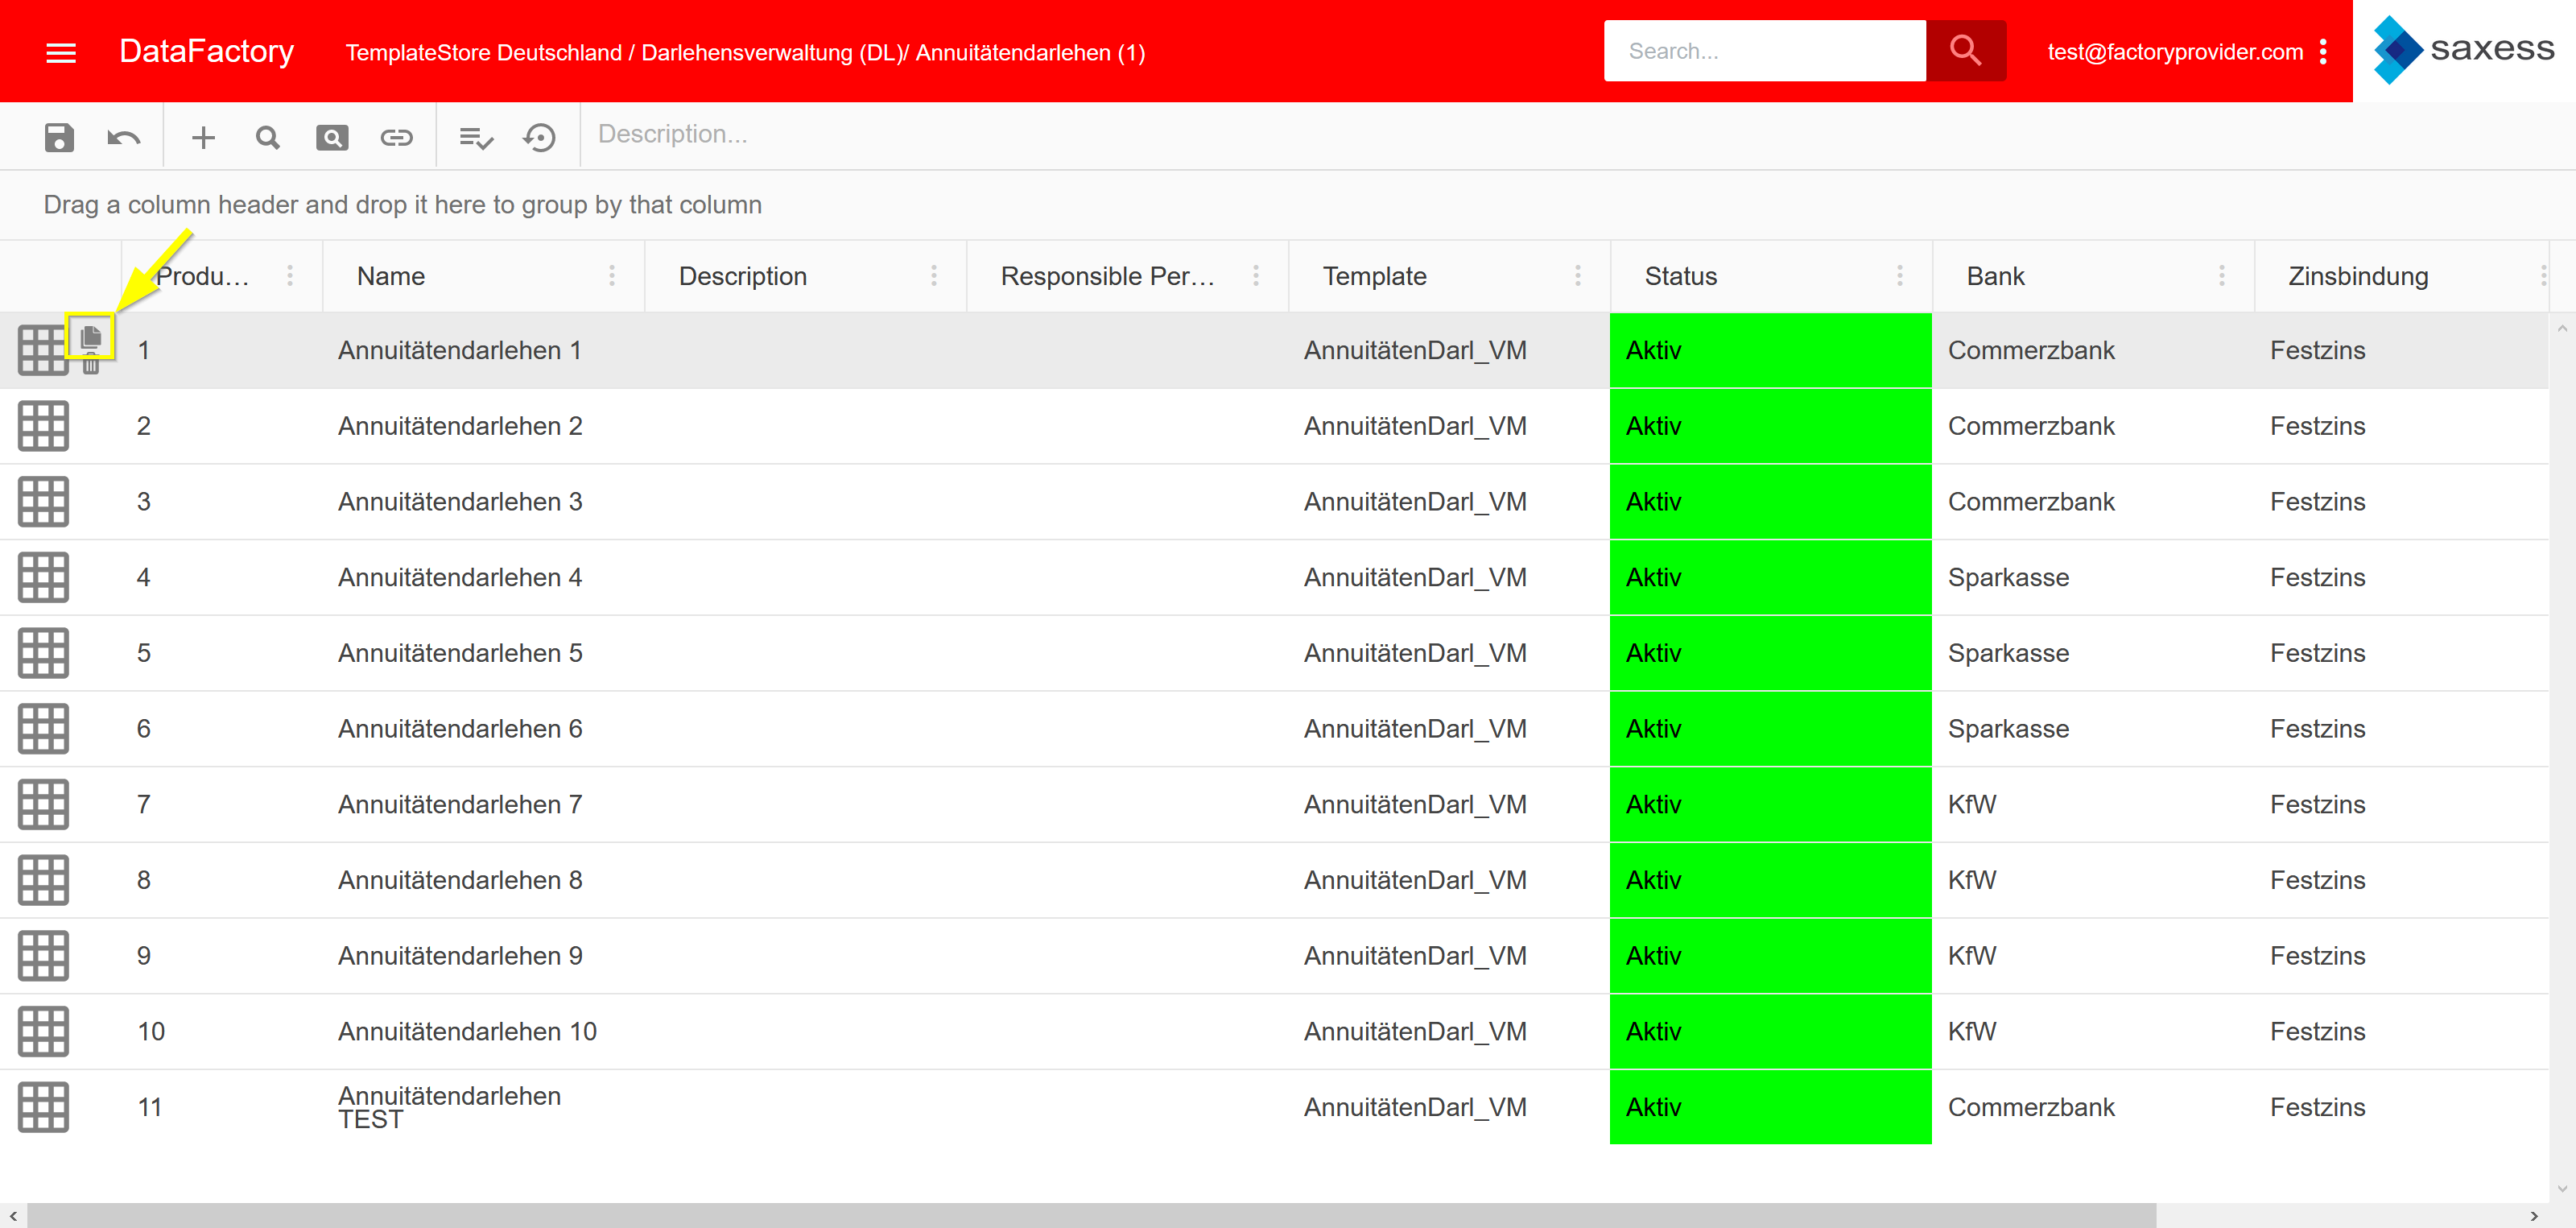 DataFactory TemplateStore Deutschland / Darlehensverwaltung (DL)/ Annuitätendarlehen (1) Search... test@factoryprovider.com saxess
Description...
Drag a column header and drop it here to group by that column
Produ... Name Description Responsible Per... Template Status Bank Zinsbindung
1 Annuitätendarlehen 1 AnnuitätenDarl_VM Aktiv Commerzbank Festzins
2 Annuitätendarlehen 2 AnnuitätenDarl_VM Aktiv Commerzbank Festzins
3 Annuitätendarlehen 3 AnnuitätenDarl_VM Aktiv Commerzbank Festzins
4 Annuitätendarlehen 4 AnnuitätenDarl_VM Aktiv Sparkasse Festzins
5 Annuitätendarlehen 5 AnnuitätenDarl_VM Aktiv Sparkasse Festzins
6 Annuitätendarlehen 6 AnnuitätenDarl_VM Aktiv Sparkasse Festzins
7 Annuitätendarlehen 7 AnnuitätenDarl_VM Aktiv KfW Festzins
8 Annuitätendarlehen 8 AnnuitätenDarl_VM Aktiv KfW Festzins
9 Annuitätendarlehen 9 AnnuitätenDarl_VM Aktiv KfW Festzins
10 Annuitätendarlehen 10 AnnuitätenDarl_VM Aktiv KfW Festzins
11 Annuitätendarlehen TEST AnnuitätenDarl_VM Aktiv Commerzbank Festzins